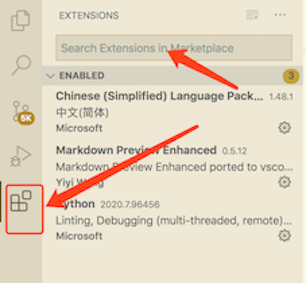 EXTENSIONS
Search Extensions in Marketplace
ENABLED
3
Chinese (Simplified) Language Pack... 1.48.1
中文(简体)
Microsoft
5K
Markdown Preview Enhanced 0.5.12
Markdown Preview Enhanced ported to vsco...
Yiyi Wang
Python 2020.7.96456
Linting, Debugging (multi-threaded, remote)...
Microsoft